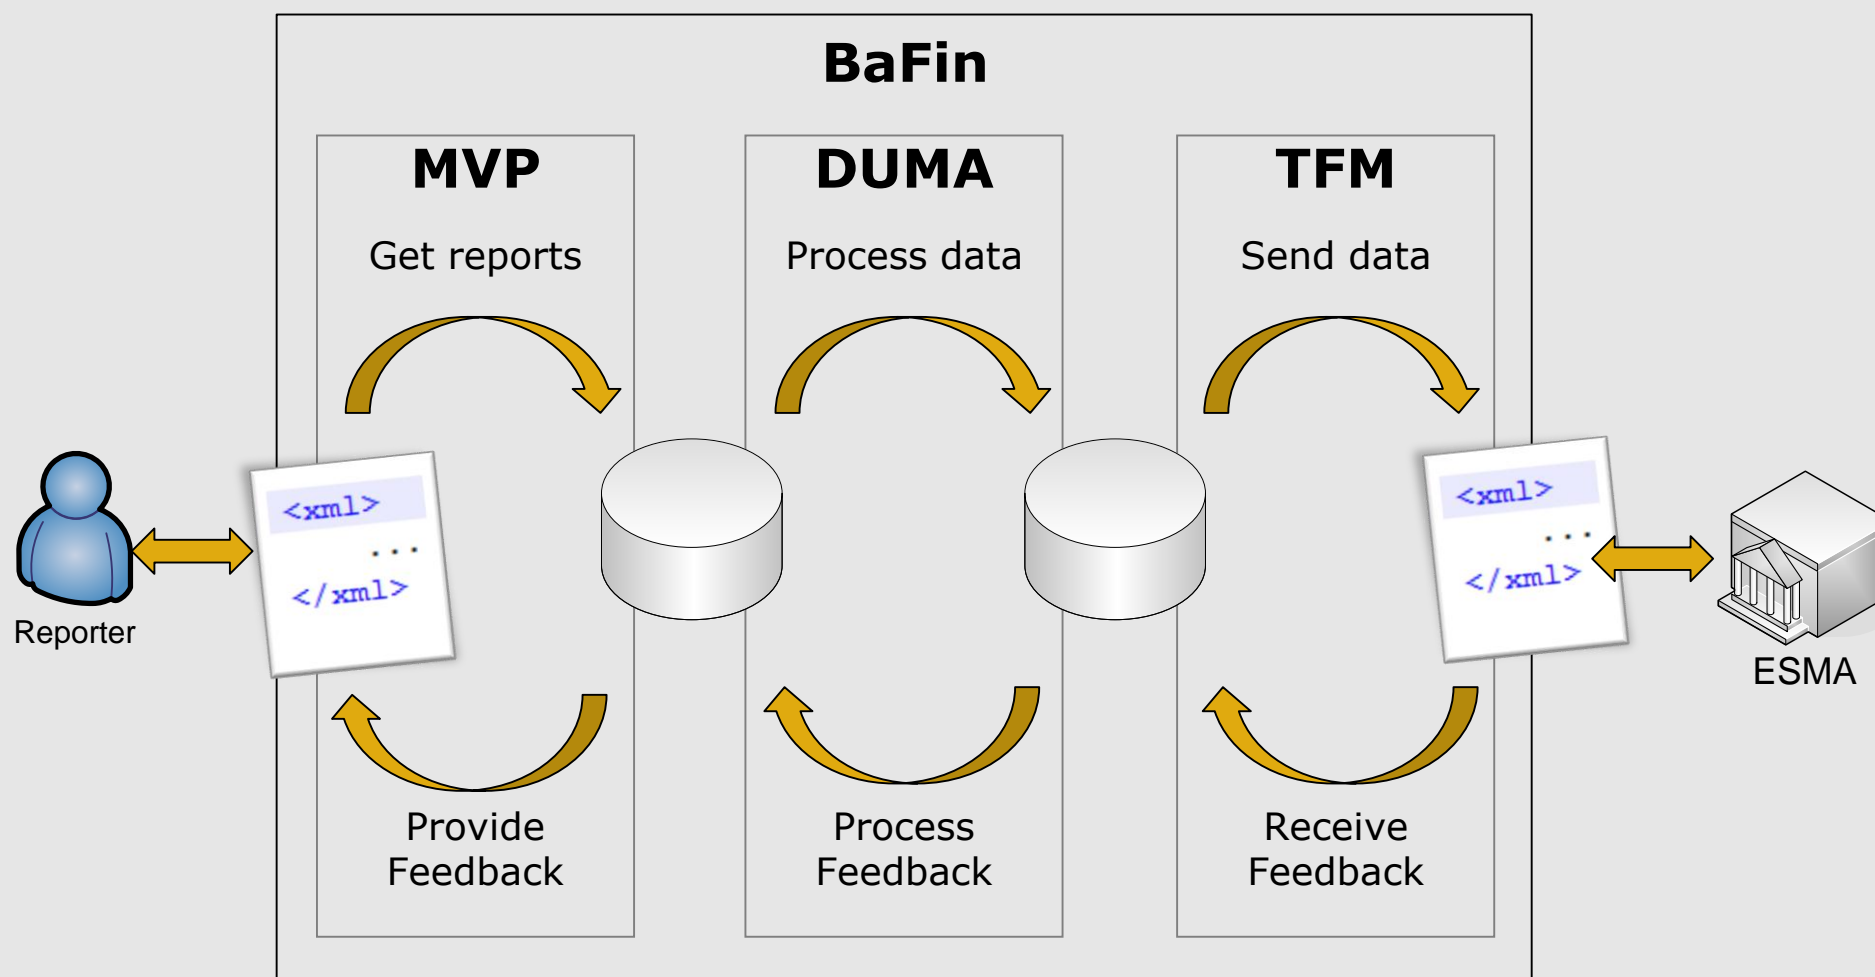 BaFin
MVP
DUMA
TFM
Get reports
Process data
Send data
<xml>
...
</xml>
<xml>
...
</xml>
Reporter
ESMA
Provide
Feedback
Process
Feedback
Receive
Feedback